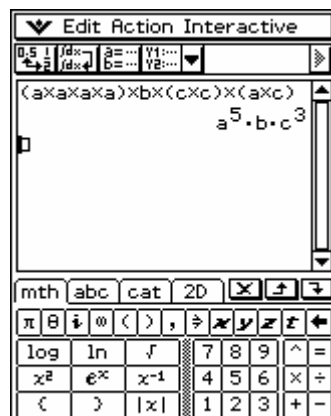 Edit Action Interactive
(a×a×a×a)×b×(c×c)×(a×c)
a⁵·b·c³
mth abc cat 2D
π θ i ∞ ( ) , ⇒ x y z t ←
log ln √ 7 8 9 ^ =
x² eˣ x⁻¹ 4 5 6 × ÷
( ) |x| 1 2 3 + −